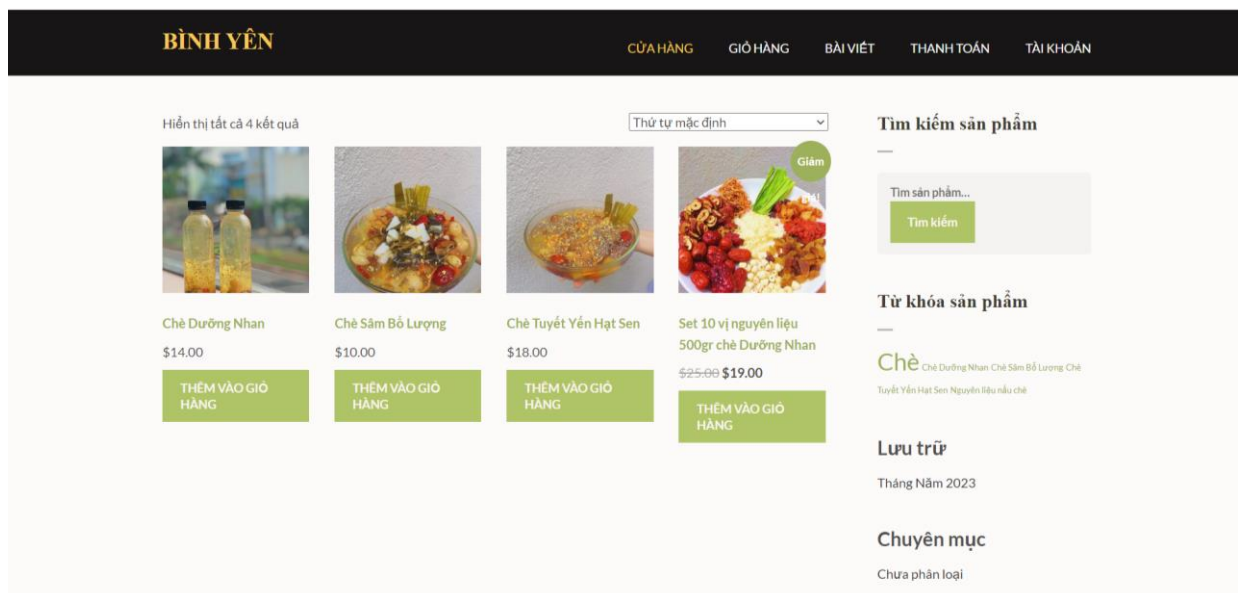 BÌNH YÊN
CỬA HÀNG GIỎ HÀNG BÀI VIẾT THANH TOÁN TÀI KHOẢN
Hiển thị tất cả 4 kết quả
Thứ tự mặc định
Giảm
Chè Dưỡng Nhan
$14.00
THÊM VÀO GIỎ
HÀNG
Chè Sâm Bổ Lượng
$10.00
THÊM VÀO GIỎ
HÀNG
Chè Tuyết Yến Hạt Sen
$18.00
THÊM VÀO GIỎ
HÀNG
Set 10 vị nguyên liệu
500gr chè Dưỡng Nhan
$25.00 $19.00
THÊM VÀO GIỎ
HÀNG
Tìm kiếm sản phẩm
Tìm sản phẩm...
Tìm kiếm
Từ khóa sản phẩm
Chè Chè Dưỡng Nhan Chè Sâm Bổ Lượng Chè
Tuyết Yến Hạt Sen Nguyên liệu nấu chè
Lưu trữ
Tháng Năm 2023
Chuyên mục
Chưa phân loại